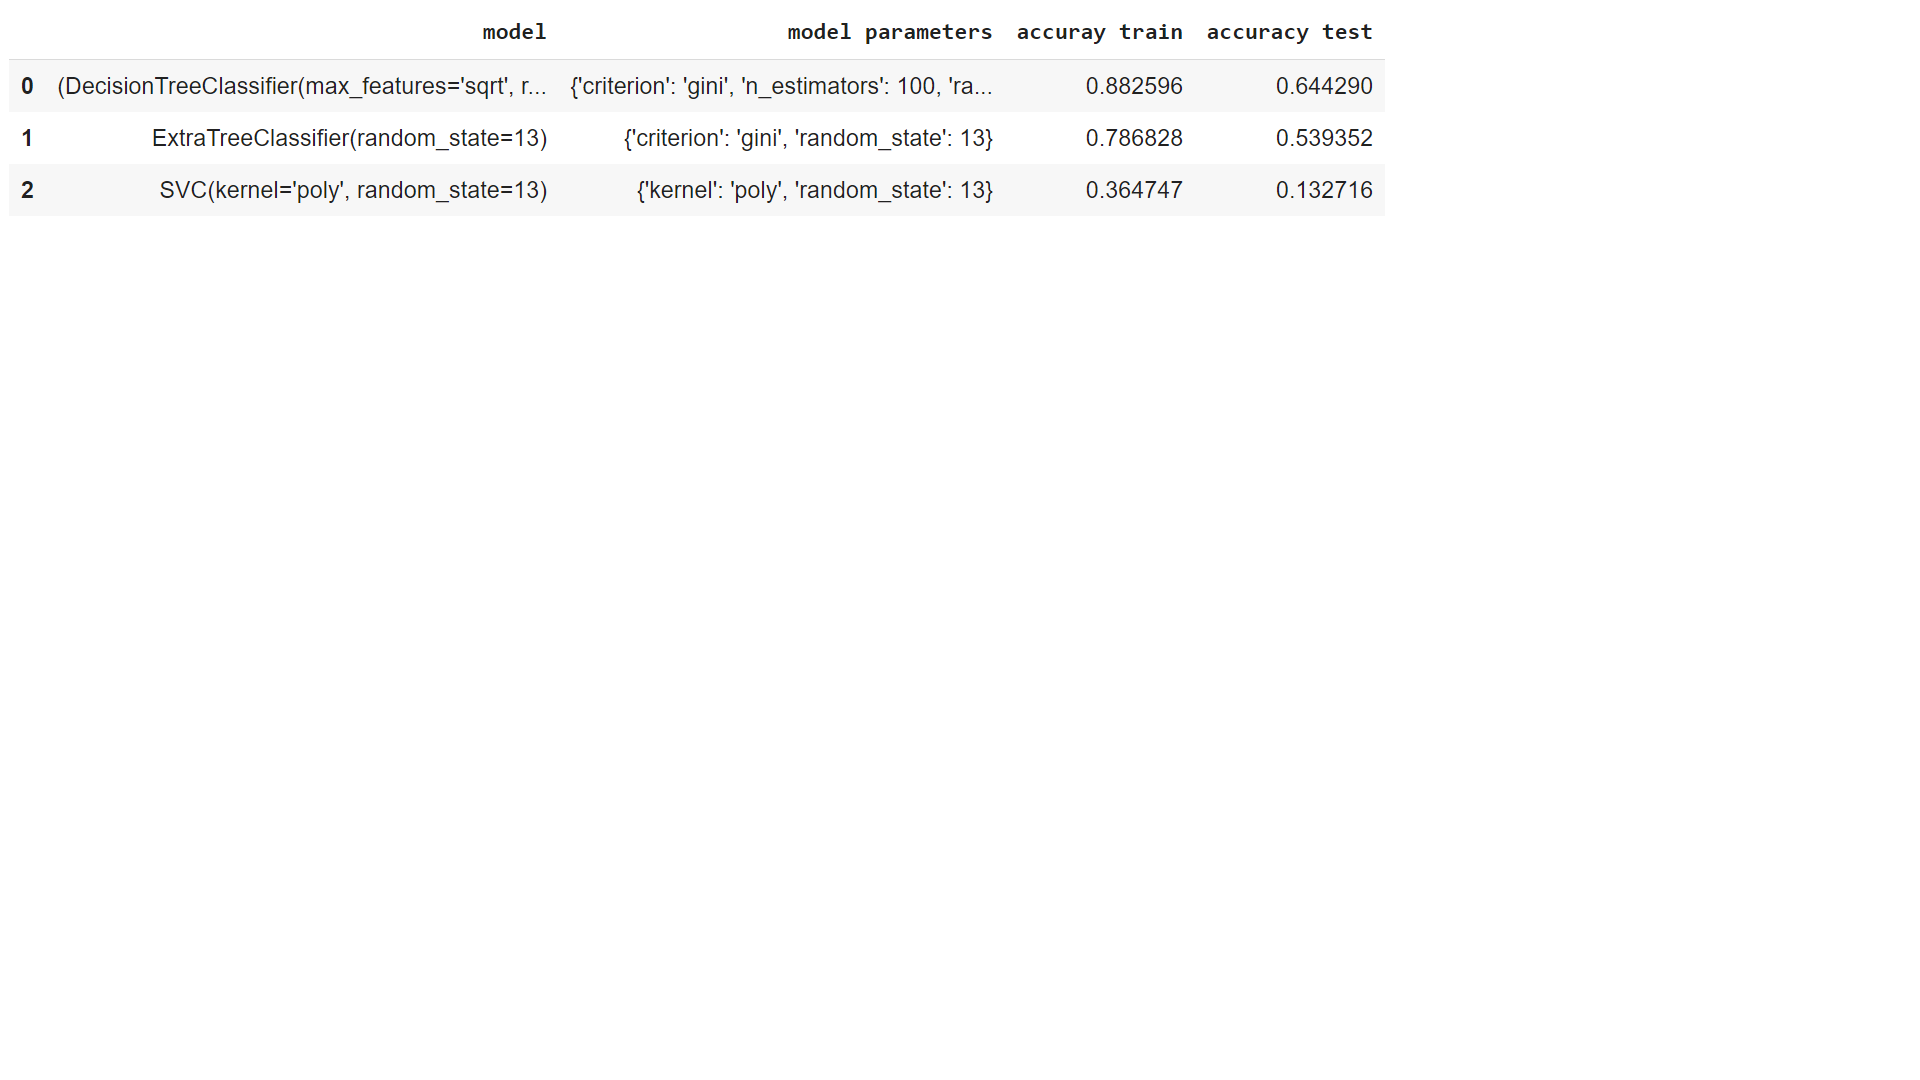 model model parameters accuray train accuracy test
0 (DecisionTreeClassifier(max_features='sqrt', r... {'criterion': 'gini', 'n_estimators': 100, 'ra... 0.882596 0.644290
1 ExtraTreeClassifier(random_state=13) {'criterion': 'gini', 'random_state': 13} 0.786828 0.539352
2 SVC(kernel='poly', random_state=13) {'kernel': 'poly', 'random_state': 13} 0.364747 0.132716